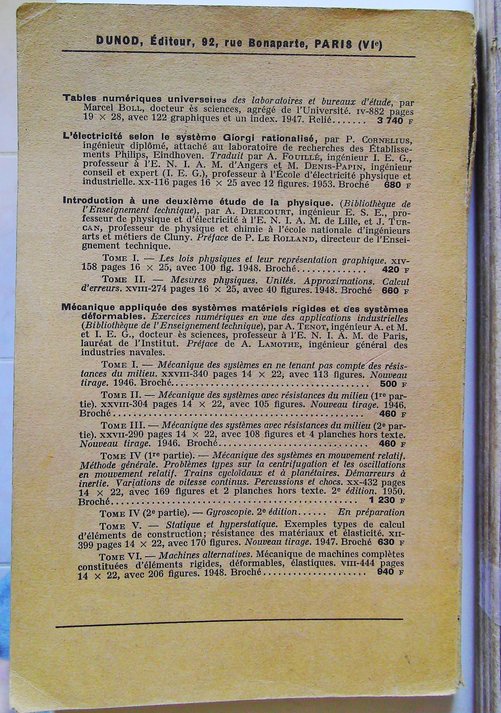 DUNOD, Éditeur, 92, rue Bonaparte, PARIS (VIe)
Tables numériques universelles des laboratoires et bureaux d'étude, par
Marcel BOLL, docteur ès sciences, agrégé de l'Université. IV-882 pages
19 × 28, avec 122 graphiques et un index. 1947. Relié....... 3 740 F
L'électricité selon le système Giorgi rationalisé, par P. CORNELIUS,
ingénieur diplômé, attaché au laboratoire de recherches des Établisse-
ments Philips, Eindhoven. Traduit par A. FOUILLÉ, ingénieur I. E. G.,
professeur à l'E. N. I. A. M. d'Angers et M. DENIS-PAPIN, ingénieur
conseil et expert (I. E. G.), professeur à l'École d'électricité physique et
industrielle. XX-116 pages 16 × 25 avec 12 figures. 1953. Broché 680 F
Introduction à une deuxième étude de la physique. (Bibliothèque de
l'Enseignement technique), par A. DELECOURT, ingénieur E. S. E., pro-
fesseur de physique et d'électricité à l'E. N. I. A. M. de Lille, et J. TUR-
CAN, professeur de physique et chimie à l'école nationale d'ingénieurs
arts et métiers de Cluny. Préface de P. LE ROLLAND, directeur de l'Ensei-
gnement technique.
TOME I. — Les lois physiques et leur représentation graphique. XIV-
158 pages 16 × 25, avec 100 fig. 1948. Broché.............. 420 F
TOME II. — Mesures physiques. Unités. Approximations. Calcul
d'erreurs. XVIII-274 pages 16 × 25, avec 40 figures. 1948. Broché 660 F
Mécanique appliquée des systèmes matériels rigides et des systèmes
déformables. Exercices numériques en vue des applications industrielles
(Bibliothèque de l'Enseignement technique), par A. TENOT, ingénieur A. et M.
et I. E. G., docteur ès sciences, professeur à l'E. N. I. A. M. de Paris,
lauréat de l'Institut. Préface de A. LAMOTHE, ingénieur général des
industries navales.
TOME I. — Mécanique des systèmes en ne tenant pas compte des résis-
tances du milieu. XXVIII-340 pages 14 × 22, avec 113 figures. Nouveau
tirage. 1946. Broché........................................ 500 F
TOME II. — Mécanique des systèmes avec résistances du milieu (1re par-
tie). XXVIII-304 pages 14 × 22, avec 105 figures. Nouveau tirage. 1946.
Broché...................................................... 460 F
TOME III. — Mécanique des systèmes avec résistances du milieu (2e par-
tie). XXVII-290 pages 14 × 22, avec 108 figures et 4 planches hors texte.
Nouveau tirage. 1946. Broché................................ 460 F
TOME IV (1re partie). — Mécanique des systèmes en mouvement relatif.
Méthode générale. Problèmes types sur la centrifugation et les oscillations
en mouvement relatif. Trains cycloïdaux et à planétaires. Démarreurs à
inertie. Variations de vitesse continus. Percussions et chocs. XX-432 pages
14 × 22, avec 169 figures et 2 planches hors texte. 2e édition. 1950.
Broché...................................................... 1 230 F
TOME IV (2e partie). — Gyroscopie. 2e édition...... En préparation
TOME V. — Statique et hyperstatique. Exemples types de calcul
d'éléments de construction; résistance des matériaux et élasticité. XII-
399 pages 14 × 22, avec 170 figures. Nouveau tirage. 1947. Broché 630 F
TOME VI. — Machines alternatives. Mécanique de machines complètes
constituées d'éléments rigides, déformables, élastiques. VIII-444 pages
14 × 22, avec 206 figures. 1948. Broché.................... 940 F